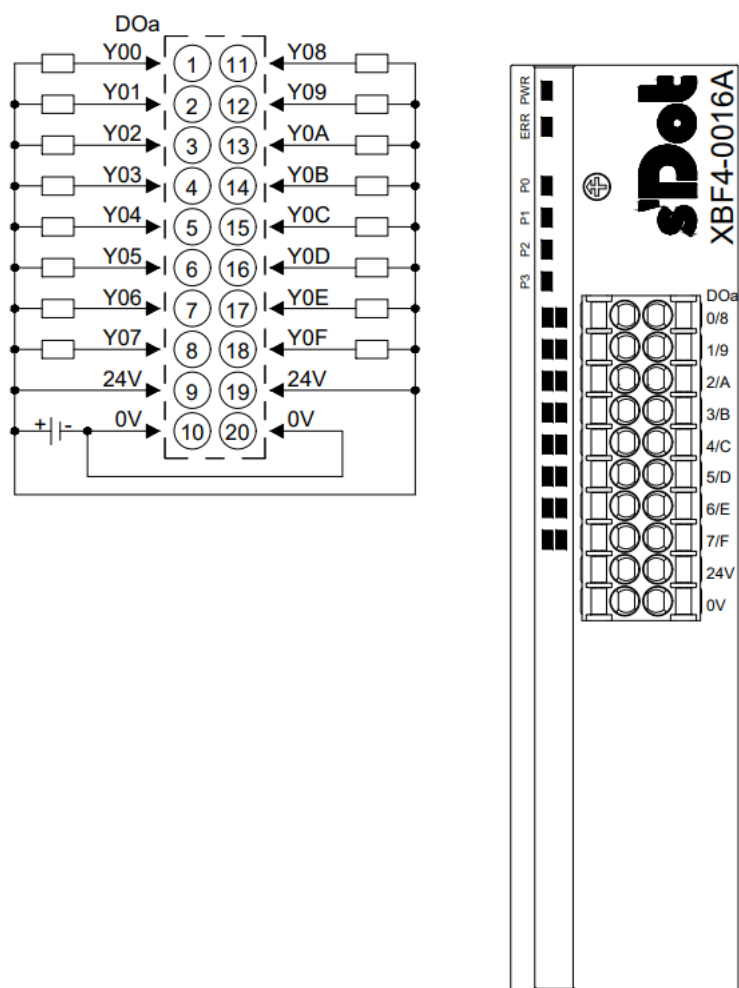 DOa
Y00 1 11 Y08
Y01 2 12 Y09
Y02 3 13 Y0A
Y03 4 14 Y0B
Y04 5 15 Y0C
Y05 6 16 Y0D
Y06 7 17 Y0E
Y07 8 18 Y0F
24V 9 19 24V
+ - 0V 10 20 0V
PWR
ERR
P0
P1
P2
P3
s'Dot
XBF4-0016A
DOa
0/8
1/9
2/A
3/B
4/C
5/D
6/E
7/F
24V
0V